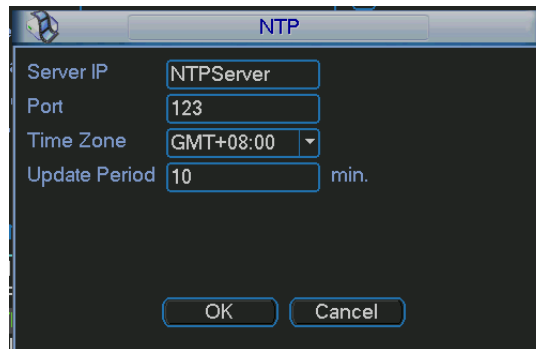 NTP
Server IP NTPServer
Port 123
Time Zone GMT+08:00
Update Period 10 min.
OK Cancel